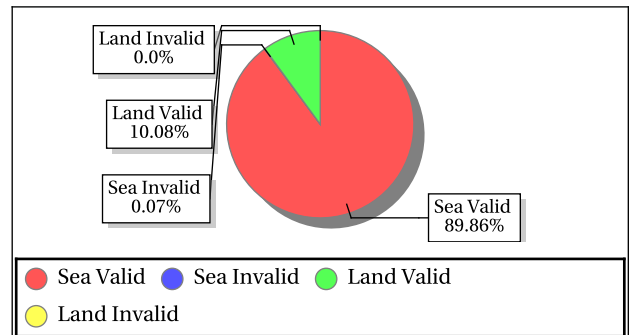 Land Invalid
0.0%
Land Valid
10.08%
Sea Invalid
0.07%
Sea Valid
89.86%
Sea Valid Sea Invalid Land Valid
Land Invalid